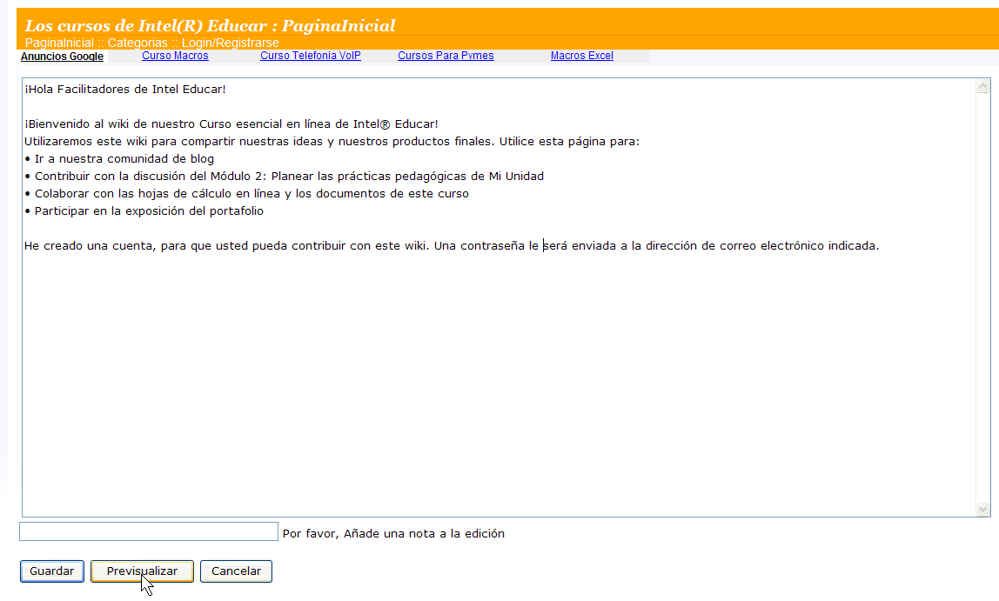 Los cursos de Intel(R) Educar : PaginaInicial
PaginaInicial :: Categorias :: Login/Registrarse
Anuncios Google Curso Macros Curso Telefonia VoIP Cursos Para Pymes Macros Excel
¡Hola Facilitadores de Intel Educar!
¡Bienvenido al wiki de nuestro Curso esencial en línea de Intel® Educar!
Utilizaremos este wiki para compartir nuestras ideas y nuestros productos finales. Utilice esta página para:
• Ir a nuestra comunidad de blog
• Contribuir con la discusión del Módulo 2: Planear las prácticas pedagógicas de Mi Unidad
• Colaborar con las hojas de cálculo en línea y los documentos de este curso
• Participar en la exposición del portafolio
He creado una cuenta, para que usted pueda contribuir con este wiki. Una contraseña le será enviada a la dirección de correo electrónico indicada.
Por favor, Añade una nota a la edición
Guardar Previsualizar Cancelar